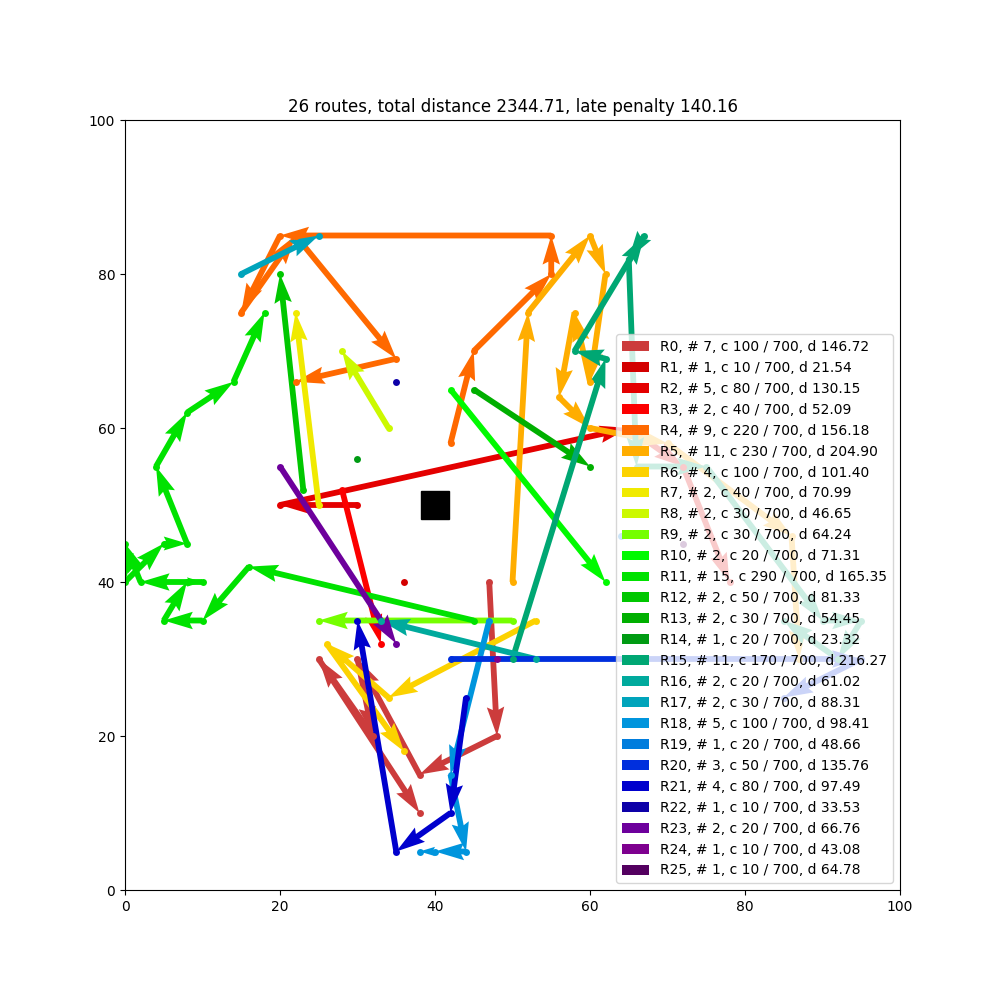 26 routes, total distance 2344.71, late penalty 140.16
100
80
60
40
20
0
0 20 40 60 80 100
R0, # 7, c 100 / 700, d 146.72
R1, # 1, c 10 / 700, d 21.54
R2, # 5, c 80 / 700, d 130.15
R3, # 2, c 40 / 700, d 52.09
R4, # 9, c 220 / 700, d 156.18
R5, # 11, c 230 / 700, d 204.90
R6, # 4, c 100 / 700, d 101.40
R7, # 2, c 40 / 700, d 70.99
R8, # 2, c 30 / 700, d 46.65
R9, # 2, c 30 / 700, d 64.24
R10, # 2, c 20 / 700, d 71.31
R11, # 15, c 290 / 700, d 165.35
R12, # 2, c 50 / 700, d 81.33
R13, # 2, c 30 / 700, d 54.45
R14, # 1, c 20 / 700, d 23.32
R15, # 11, c 170 / 700, d 216.27
R16, # 2, c 20 / 700, d 61.02
R17, # 2, c 30 / 700, d 88.31
R18, # 5, c 100 / 700, d 98.41
R19, # 1, c 20 / 700, d 48.66
R20, # 3, c 50 / 700, d 135.76
R21, # 4, c 80 / 700, d 97.49
R22, # 1, c 10 / 700, d 33.53
R23, # 2, c 20 / 700, d 66.76
R24, # 1, c 10 / 700, d 43.08
R25, # 1, c 10 / 700, d 64.78